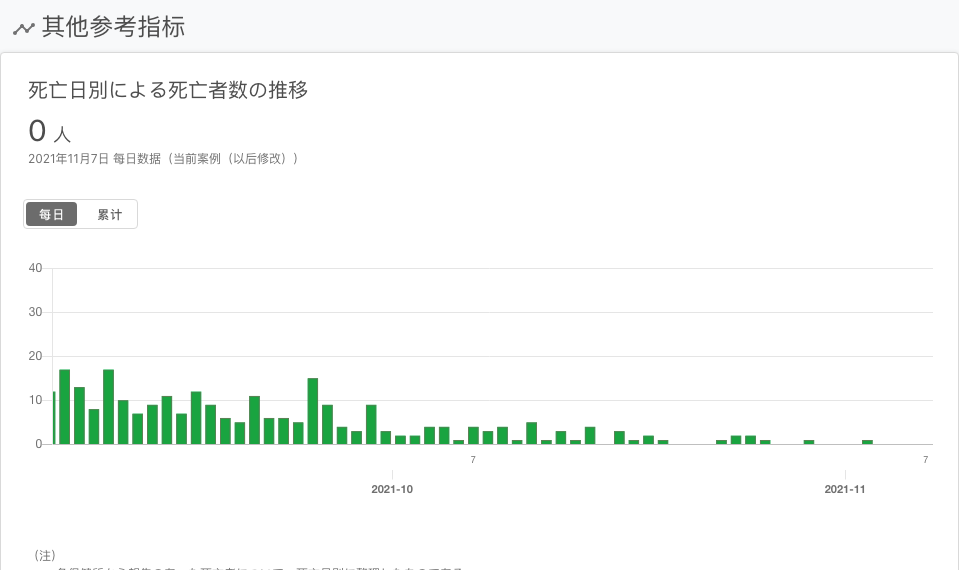 其他参考指标
死亡日別による死亡者数の推移
0 人
2021年11月7日 每日数据（当前案例（以后修改））
每日 累计
40
30
20
10
0
7 7
2021-10 2021-11
（注）